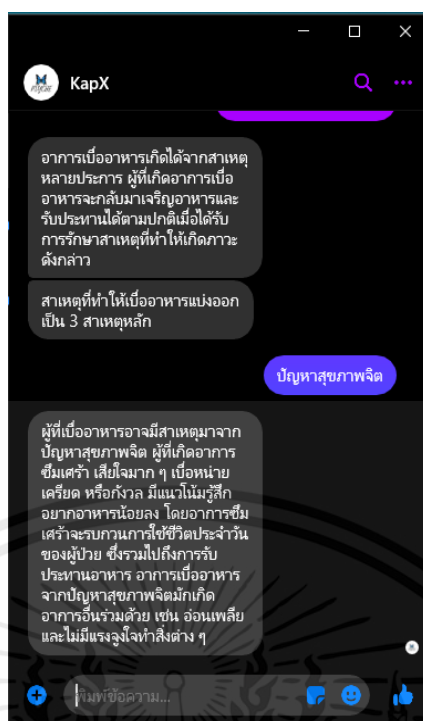 KapX
อาการเบื่ออาหารเกิดได้จากสาเหตุ
หลายประการ ผู้ที่เกิดอาการเบื่อ
อาหารจะกลับมาเจริญอาหารและ
รับประทานได้ตามปกติเมื่อได้รับ
การรักษาสาเหตุที่ทำให้เกิดภาวะ
ดังกล่าว
สาเหตุที่ทำให้เบื่ออาหารแบ่งออก
เป็น 3 สาเหตุหลัก
ปัญหาสุขภาพจิต
ผู้ที่เบื่ออาหารอาจมีสาเหตุมาจาก
ปัญหาสุขภาพจิต ผู้ที่เกิดอาการ
ซึมเศร้า เสียใจมาก ๆ เบื่อหน่าย
เครียด หรือกังวล มีแนวโน้มรู้สึก
อยากอาหารน้อยลง โดยอาการซึม
เศร้าจะรบกวนการใช้ชีวิตประจำวัน
ของผู้ป่วย ซึ่งรวมไปถึงการรับ
ประทานอาหาร อาการเบื่ออาหาร
จากปัญหาสุขภาพจิตมักเกิด
อาการอื่นร่วมด้วย เช่น อ่อนเพลีย
และไม่มีแรงจูงใจทำสิ่งต่าง ๆ
พิมพ์ข้อความ...